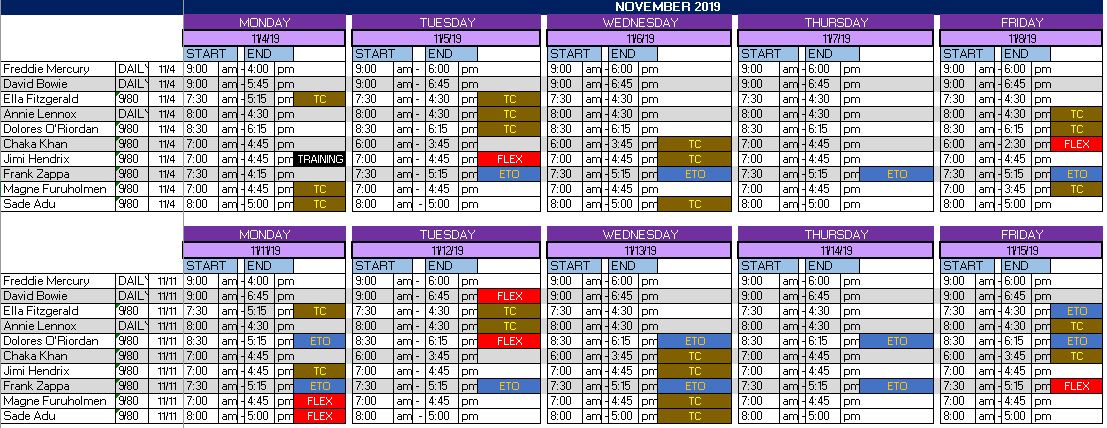 NOVEMBER 2019
MONDAY TUESDAY WEDNESDAY THURSDAY FRIDAY
11/4/19 11/5/19 11/6/19 11/7/19 11/8/19
START END START END START END START END START END
Freddie Mercury DAILY 11/4 9:00 am - 4:00 pm 9:00 am - 6:00 pm 9:00 am - 6:00 pm 9:00 am - 6:00 pm 9:00 am - 6:00 pm
David Bowie DAILY 11/4 9:00 am - 5:45 pm 9:00 am - 6:45 pm 9:00 am - 6:45 pm 9:00 am - 6:45 pm 9:00 am - 6:45 pm
Ella Fitzgerald 9/80 11/4 7:30 am - 5:15 pm TC 7:30 am - 4:30 pm TC 7:30 am - 4:30 pm 7:30 am - 4:30 pm 7:30 am - 4:30 pm
Annie Lennox DAILY 11/4 8:00 am - 4:30 pm 8:00 am - 4:30 pm TC 8:00 am - 4:30 pm 8:00 am - 4:30 pm 8:00 am - 4:30 pm TC
Dolores O'Riordan 9/80 11/4 8:30 am - 6:15 pm 8:30 am - 6:15 pm TC 8:30 am - 6:15 pm 8:30 am - 6:15 pm 8:30 am - 6:15 pm TC
Chaka Khan 9/80 11/4 7:00 am - 4:45 pm 6:00 am - 3:45 pm 6:00 am - 3:45 pm TC 7:00 am - 4:45 pm 6:00 am - 2:30 pm FLEX
Jimi Hendrix 9/80 11/4 7:00 am - 4:45 pm TRAINING 7:00 am - 4:45 pm FLEX 7:00 am - 4:45 pm TC 7:00 am - 4:45 pm 7:00 am - 4:45 pm
Frank Zappa 9/80 11/4 7:30 am - 4:15 pm 7:30 am - 5:15 pm ETO 7:30 am - 5:15 pm ETO 7:30 am - 5:15 pm ETO 7:30 am - 5:15 pm ETO
Magne Furuholmen 9/80 11/4 7:00 am - 4:45 pm TC 7:00 am - 4:45 pm 7:00 am - 4:45 pm 7:00 am - 4:45 pm 7:00 am - 3:45 pm TC
Sade Adu 9/80 11/4 8:00 am - 5:00 pm TC 8:00 am - 5:00 pm 8:00 am - 5:00 pm TC 8:00 am - 5:00 pm 8:00 am - 5:00 pm
MONDAY TUESDAY WEDNESDAY THURSDAY FRIDAY
11/11/19 11/12/19 11/13/19 11/14/19 11/15/19
START END START END START END START END START END
Freddie Mercury DAILY 11/11 9:00 am - 6:00 pm 9:00 am - 6:00 pm 9:00 am - 6:00 pm 9:00 am - 6:00 pm 9:00 am - 6:00 pm
David Bowie DAILY 11/11 9:00 am - 6:45 pm 9:00 am - 6:45 pm FLEX 9:00 am - 6:45 pm 9:00 am - 6:45 pm 9:00 am - 6:45 pm
Ella Fitzgerald 9/80 11/11 7:30 am - 5:15 pm TC 7:30 am - 4:30 pm TC 7:30 am - 4:30 pm 7:30 am - 4:30 pm 7:30 am - 4:30 pm ETO
Annie Lennox DAILY 11/11 8:00 am - 4:30 pm 8:00 am - 4:30 pm TC 8:00 am - 4:30 pm 8:00 am - 4:30 pm 8:00 am - 4:30 pm TC
Dolores O'Riordan 9/80 11/11 8:30 am - 5:15 pm ETO 8:30 am - 6:15 pm FLEX 8:30 am - 6:15 pm ETO 8:30 am - 6:15 pm ETO 8:30 am - 6:15 pm ETO
Chaka Khan 9/80 11/11 7:00 am - 4:45 pm 6:00 am - 3:45 pm 6:00 am - 3:45 pm TC 7:00 am - 4:45 pm 6:00 am - 3:45 pm TC
Jimi Hendrix 9/80 11/11 7:00 am - 4:45 pm TC 7:00 am - 4:45 pm 7:00 am - 4:45 pm TC 7:00 am - 4:45 pm 7:00 am - 4:45 pm
Frank Zappa 9/80 11/11 7:30 am - 5:15 pm ETO 7:30 am - 5:15 pm ETO 7:30 am - 5:15 pm ETO 7:30 am - 5:15 pm ETO 7:30 am - 5:15 pm FLEX
Magne Furuholmen 9/80 11/11 7:00 am - 4:45 pm FLEX 7:00 am - 4:45 pm 7:00 am - 4:45 pm TC 7:00 am - 4:45 pm 7:00 am - 4:45 pm
Sade Adu 9/80 11/11 8:00 am - 5:00 pm FLEX 8:00 am - 5:00 pm 8:00 am - 5:00 pm TC 8:00 am - 5:00 pm 8:00 am - 5:00 pm